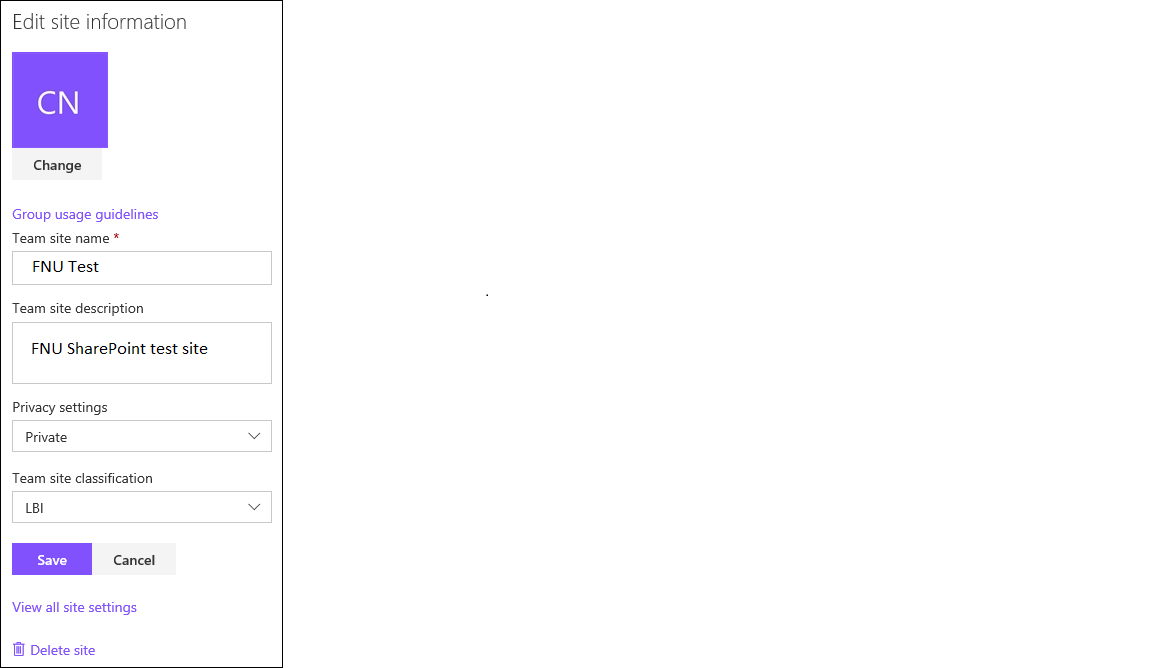 Edit site information
CN
Change
Group usage guidelines
Team site name *
FNU Test
Team site description
FNU SharePoint test site
Privacy settings
Private
Team site classification
LBI
Save Cancel
View all site settings
Delete site
.